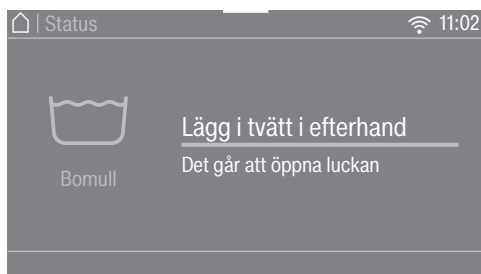 | Status 11:02
Lägg i tvätt i efterhand
Det går att öppna luckan
Bomull